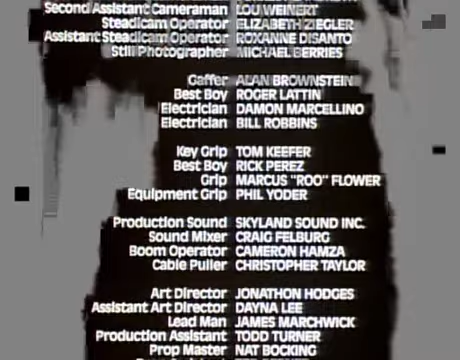 Second Assistant Cameraman LOU WEINERT
Steadicam Operator ELIZABETH ZIEGLER
Assistant Steadicam Operator ROXANNE DISANTO
Still Photographer MICHAEL BERRIES
Gaffer ALAN BROWNSTEIN
Best Boy ROGER LATTIN
Electrician DAMON MARCELLINO
Electrician BILL ROBBINS
Key Grip TOM KEEFER
Best Boy RICK PEREZ
Grip MARCUS "ROO" FLOWER
Equipment Grip PHIL YODER
Production Sound SKYLAND SOUND INC.
Sound Mixer CRAIG FELBURG
Boom Operator CAMERON HAMZA
Cable Puller CHRISTOPHER TAYLOR
Art Director JONATHON HODGES
Assistant Art Director DAYNA LEE
Lead Man JAMES MARCHWICK
Production Assistant TODD TURNER
Prop Master NAT BOCKING